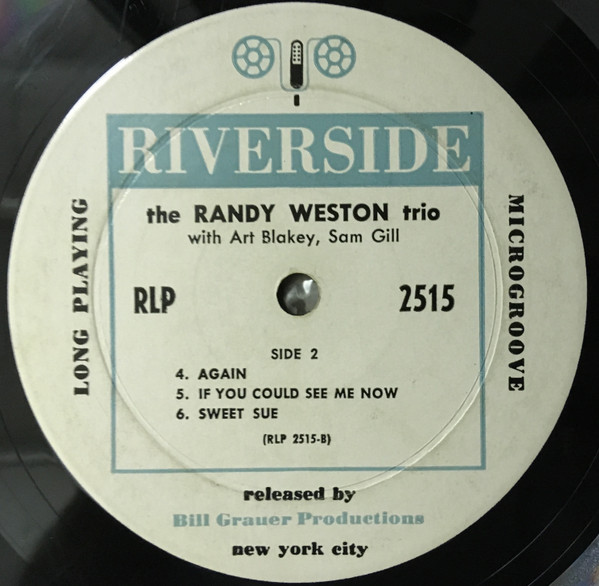 RIVERSIDE
the RANDY WESTON trio
with Art Blakey, Sam Gill
LONG PLAYING
MICROGROOVE
RLP 2515
SIDE 2
4. AGAIN
5. IF YOU COULD SEE ME NOW
6. SWEET SUE
(RLP 2515-B)
released by
Bill Grauer Productions
new york city